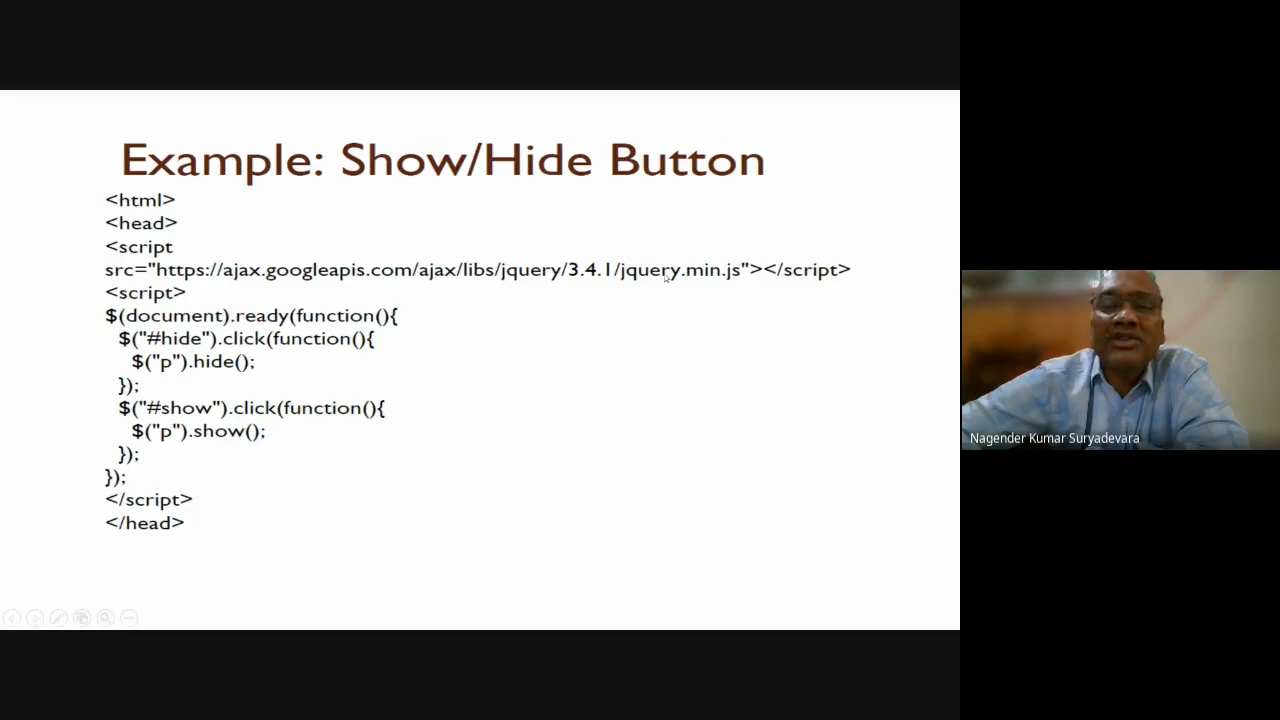 Example: Show/Hide Button
<html>
<head>
<script
src="https://ajax.googleapis.com/ajax/libs/jquery/3.4.1/jquery.min.js"></script>
<script>
$(document).ready(function(){
  $("#hide").click(function(){
    $("p").hide();
  });
  $("#show").click(function(){
    $("p").show();
  });
});
</script>
</head>
Nagender Kumar Suryadevara